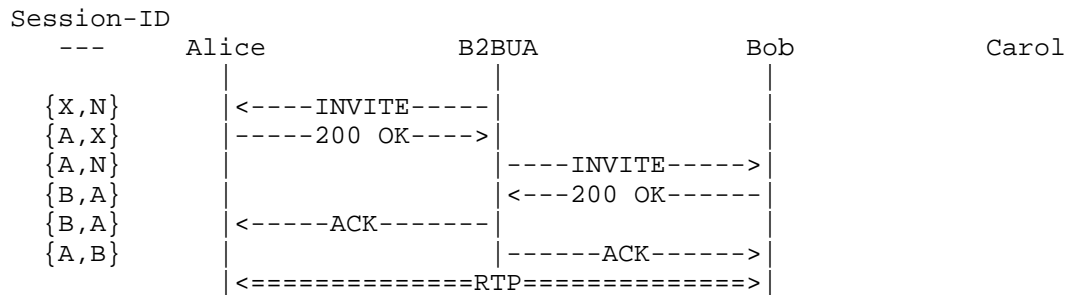 Session-ID
   ---     Alice            B2BUA             Bob             Carol
             |                |                |
  {X,N}      |<----INVITE-----|                |
  {A,X}      |-----200 OK---->|                |
  {A,N}      |                |----INVITE----->|
  {B,A}      |                |<---200 OK------|
  {B,A}      |<-----ACK-------|                |
  {A,B}      |                |------ACK------>|
             |<==============RTP==============>|